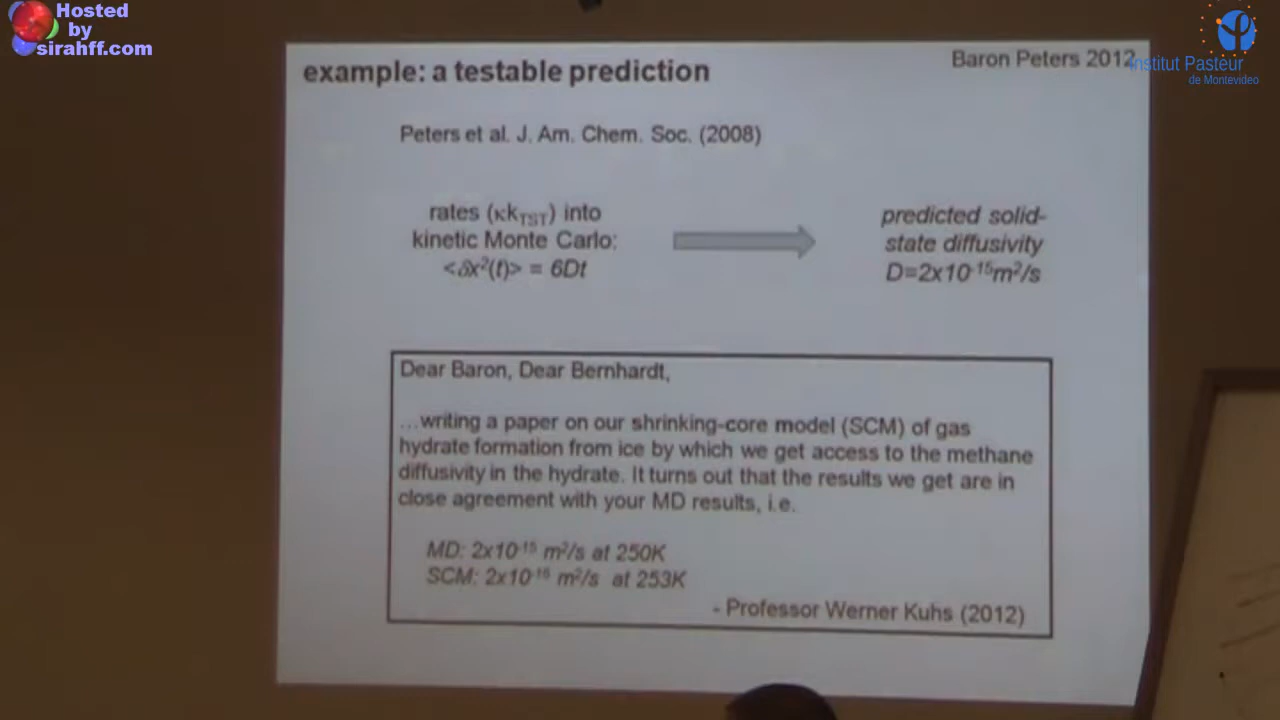 Hosted
by
sirahff.com
Institut Pasteur
de Montevideo
Baron Peters 2012
example: a testable prediction
Peters et al. J. Am. Chem. Soc. (2008)
rates (κkTST) into
kinetic Monte Carlo:
<δx²(t)> = 6Dt
predicted solid-
state diffusivity
D=2x10⁻¹⁵m²/s
Dear Baron, Dear Bernhardt,
...writing a paper on our shrinking-core model (SCM) of gas
hydrate formation from ice by which we get access to the methane
diffusivity in the hydrate. It turns out that the results we get are in
close agreement with your MD results, i.e.
MD: 2x10⁻¹⁵ m²/s at 250K
SCM: 2x10⁻¹⁶ m²/s at 253K
- Professor Werner Kuhs (2012)